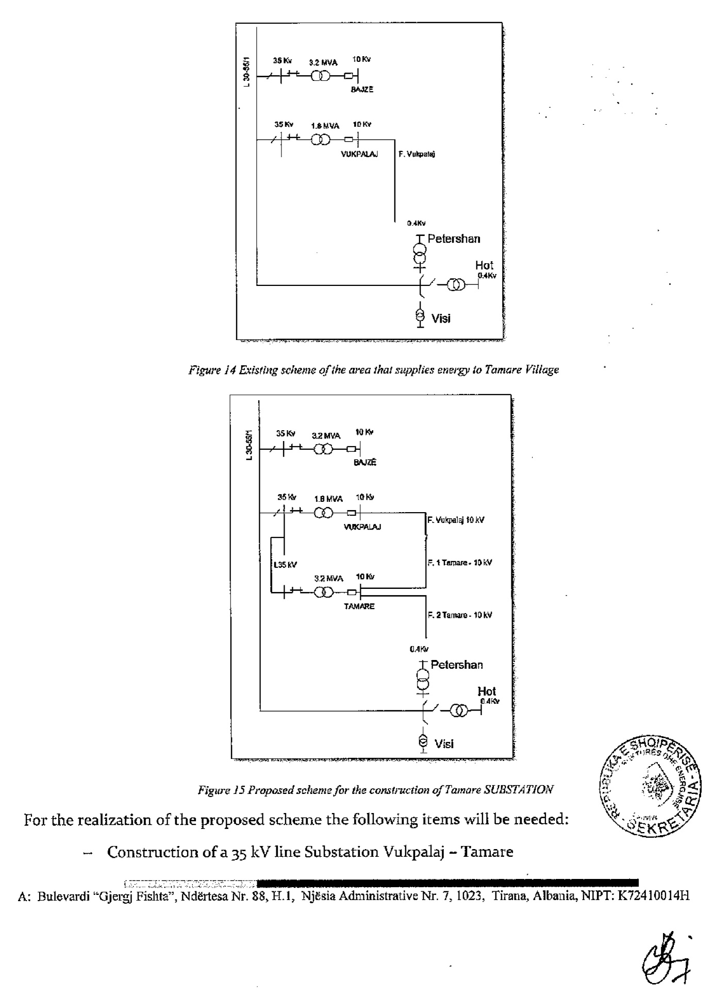 L 30-55/1
35 Kv
3.2 MVA
10 Kv
BAJZË
35 Kv
1.8 MVA
10 Kv
VUKPALAJ
F. Vukpalaj
0.4Kv
Petershan
Hot
0.4Kv
Visi
Figure 14 Existing scheme of the area that supplies energy to Tamare Village
L 30-55/1
35 Kv
3.2 MVA
10 Kv
BAJZË
35 Kv
1.8 MVA
10 Kv
VUKPALAJ
F. Vukpalaj 10 kV
L35 kV
F. 1 Tamare - 10 kV
3.2 MVA
10 Kv
TAMARE
F. 2 Tamare - 10 kV
0.4Kv
Petershan
Hot
0.4Kv
Visi
REPUBLIKA E SHQIPËRISË - SEKRETARIA -
DHE ENERGJISË
Figure 15 Proposed scheme for the construction of Tamare SUBSTATION
For the realization of the proposed scheme the following items will be needed:
– Construction of a 35 kV line Substation Vukpalaj – Tamare
A: Bulevardi “Gjergj Fishta”, Ndërtesa Nr. 88, H.1, Njësia Administrative Nr. 7, 1023, Tirana, Albania, NIPT: K72410014H